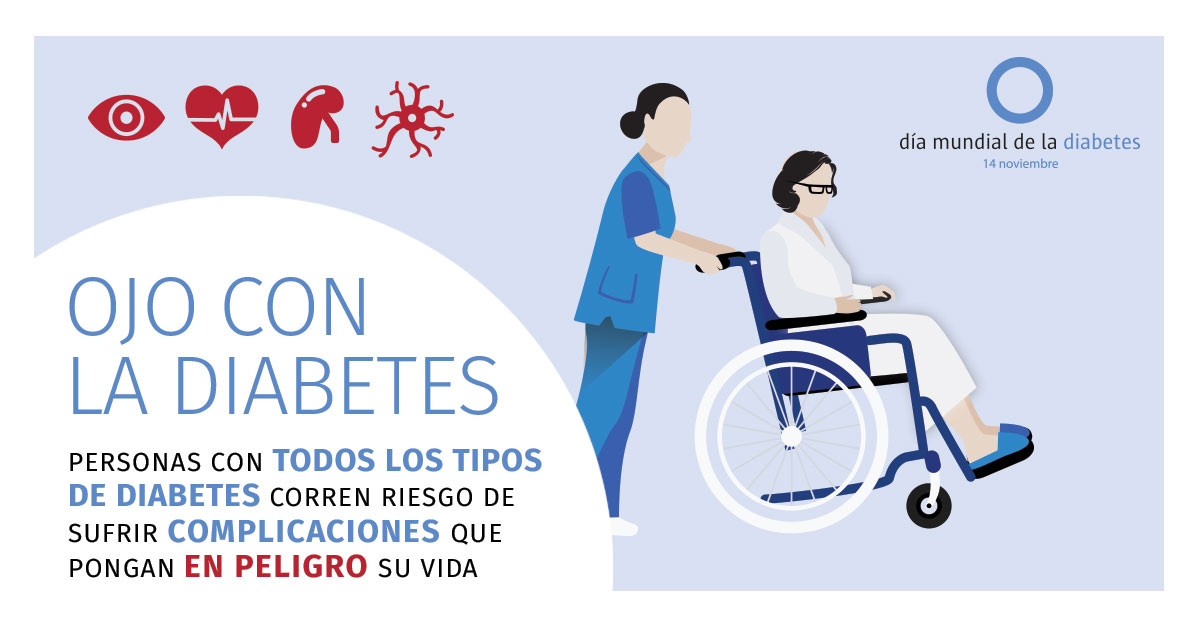 OJO CON
LA DIABETES
PERSONAS CON TODOS LOS TIPOS
DE DIABETES CORREN RIESGO DE
SUFRIR COMPLICACIONES QUE
PONGAN EN PELIGRO SU VIDA
día mundial de la diabetes
14 noviembre